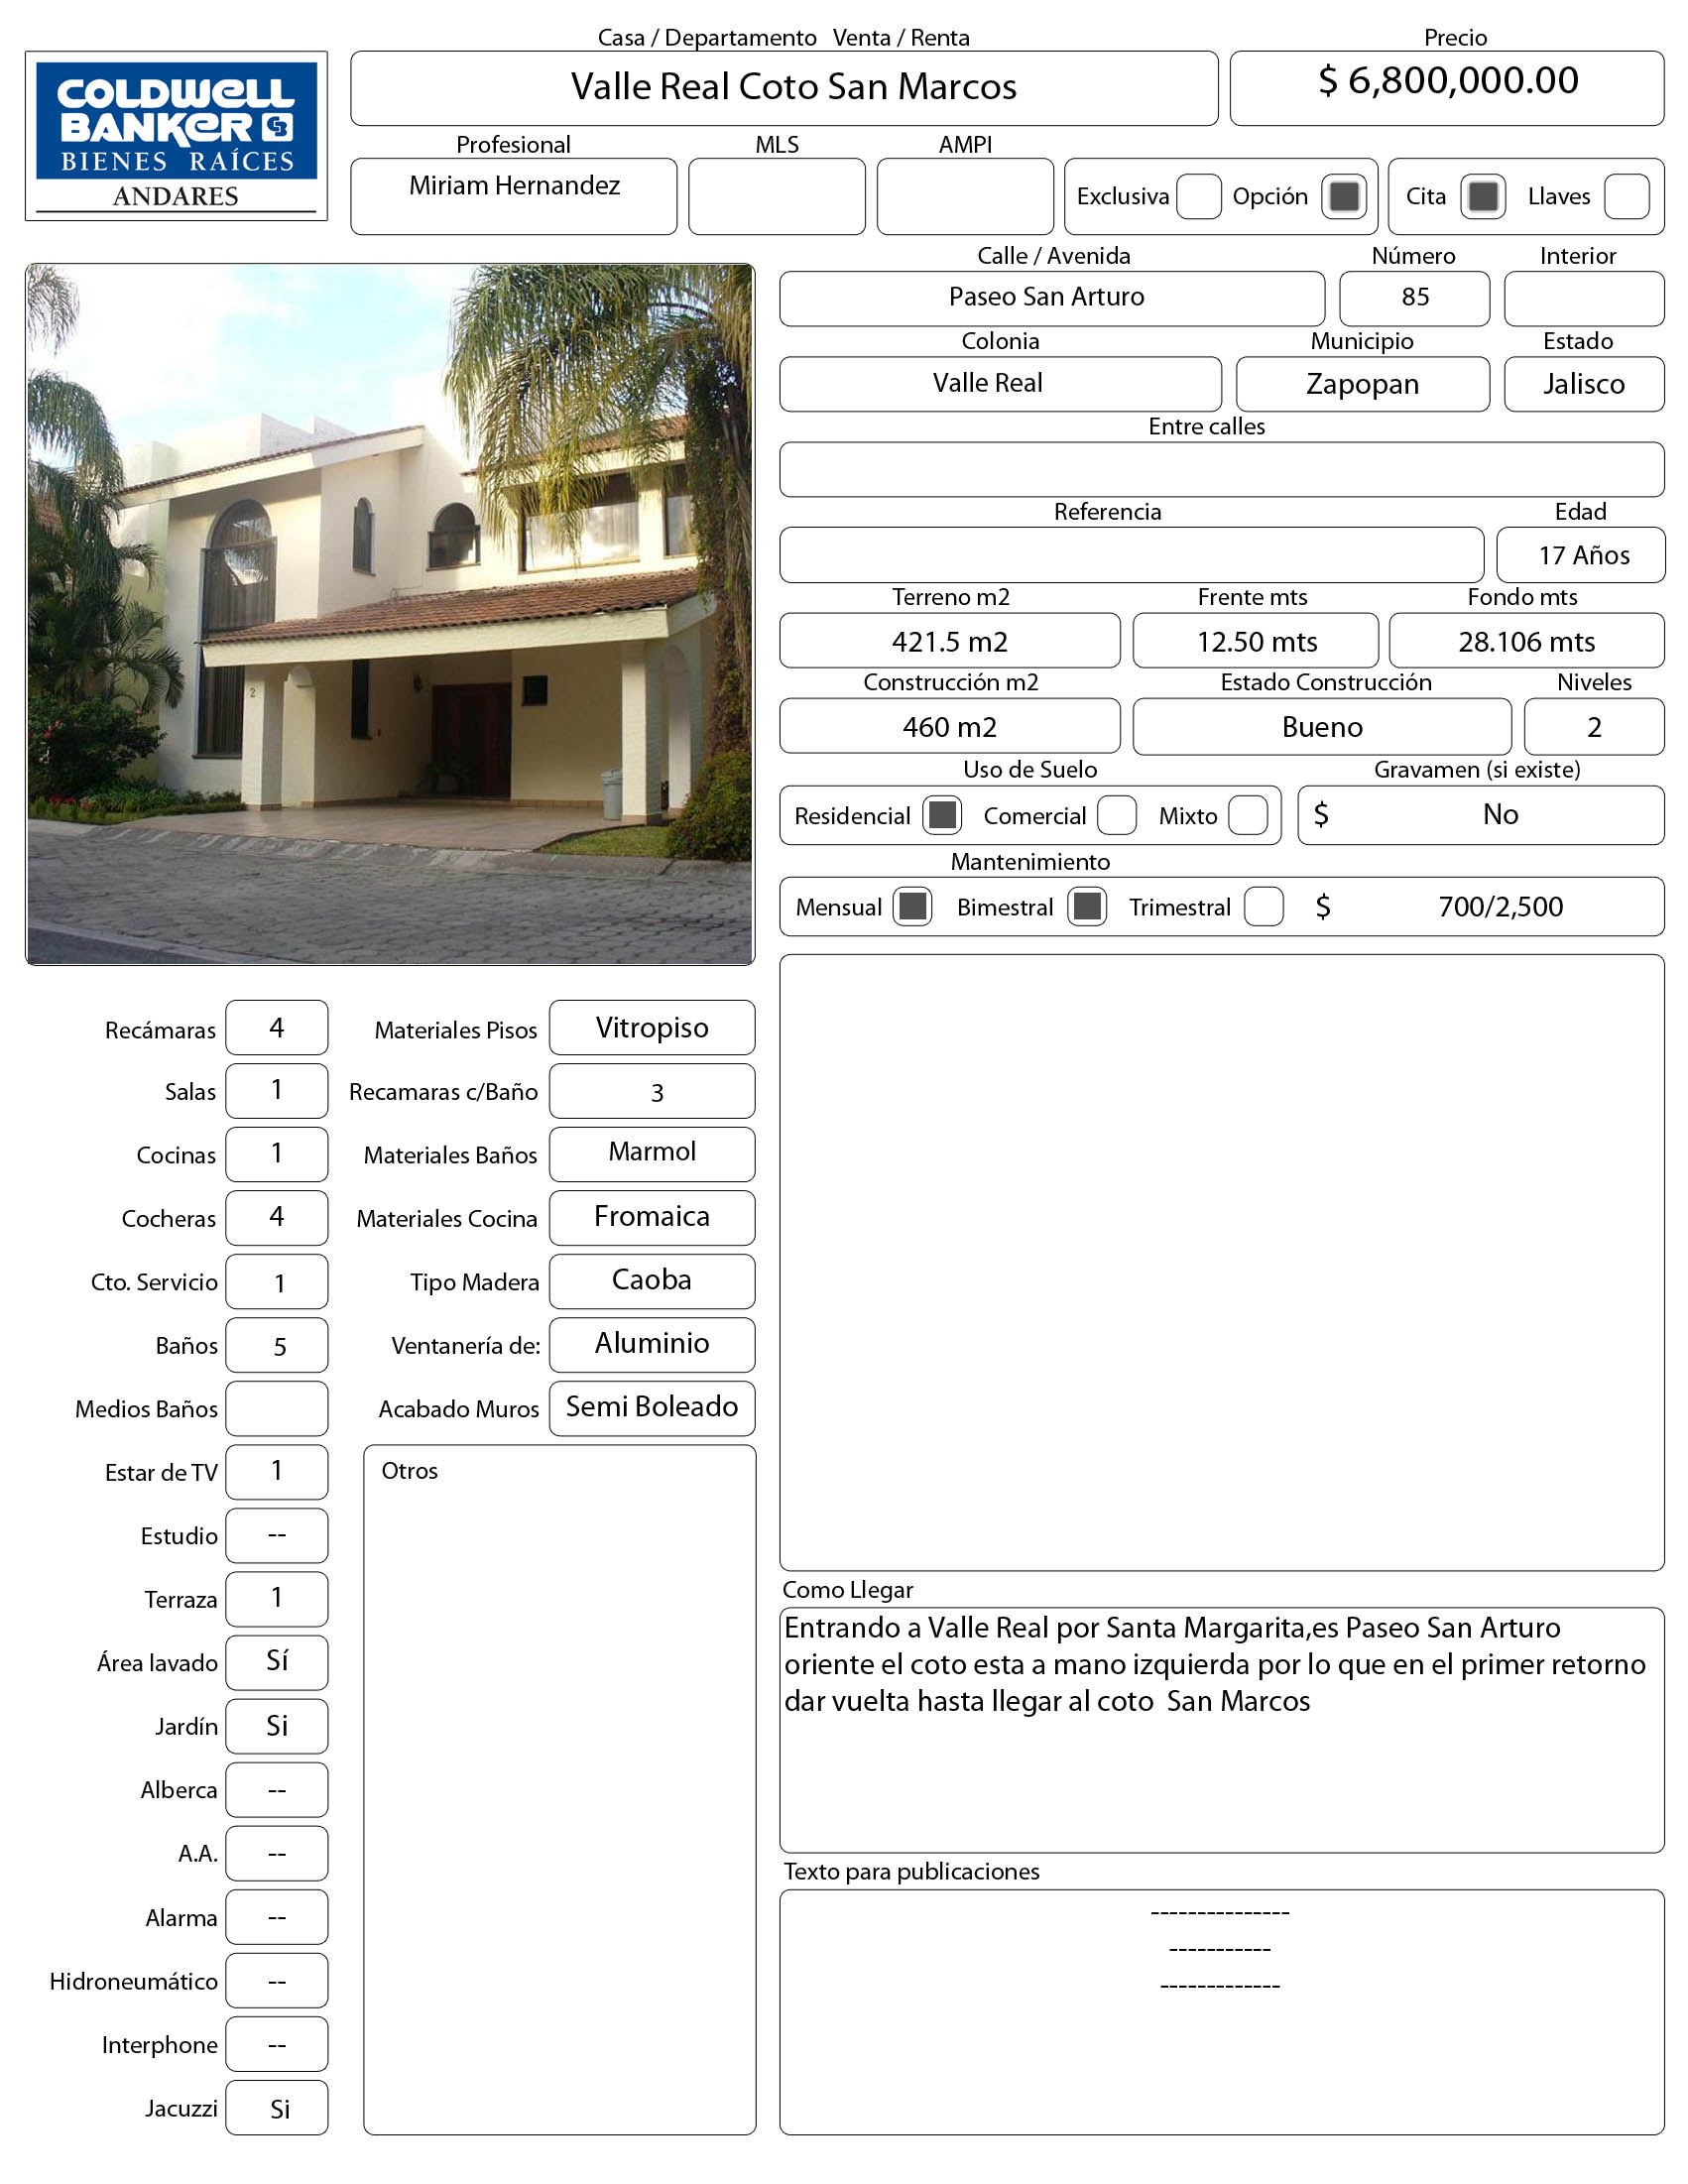 Casa / Departamento Venta / Renta
Precio
COLDWELL
BANKER CB
BIENES RAÍCES
ANDARES
Valle Real Coto San Marcos
$ 6,800,000.00
Profesional
MLS
AMPI
Miriam Hernandez
Exclusiva
Opción
Cita
Llaves
Calle / Avenida
Número
Interior
Paseo San Arturo
85
Colonia
Municipio
Estado
Valle Real
Zapopan
Jalisco
Entre calles
Referencia
Edad
17 Años
Terreno m2
Frente mts
Fondo mts
421.5 m2
12.50 mts
28.106 mts
Construcción m2
Estado Construcción
Niveles
460 m2
Bueno
2
Uso de Suelo
Gravamen (si existe)
Residencial
Comercial
Mixto
$ No
Mantenimiento
Mensual
Bimestral
Trimestral
$ 700/2,500
2
Recámaras 4
Salas 1
Cocinas 1
Cocheras 4
Cto. Servicio 1
Baños 5
Medios Baños
Estar de TV 1
Estudio --
Terraza 1
Área lavado Sí
Jardín Si
Alberca --
A.A. --
Alarma --
Hidroneumático --
Interphone --
Jacuzzi Si
Materiales Pisos Vitropiso
Recamaras c/Baño 3
Materiales Baños Marmol
Materiales Cocina Fromaica
Tipo Madera Caoba
Ventanería de: Aluminio
Acabado Muros Semi Boleado
Otros
Como Llegar
Entrando a Valle Real por Santa Margarita,es Paseo San Arturo
oriente el coto esta a mano izquierda por lo que en el primer retorno
dar vuelta hasta llegar al coto San Marcos
Texto para publicaciones
---------------
-----------
-------------